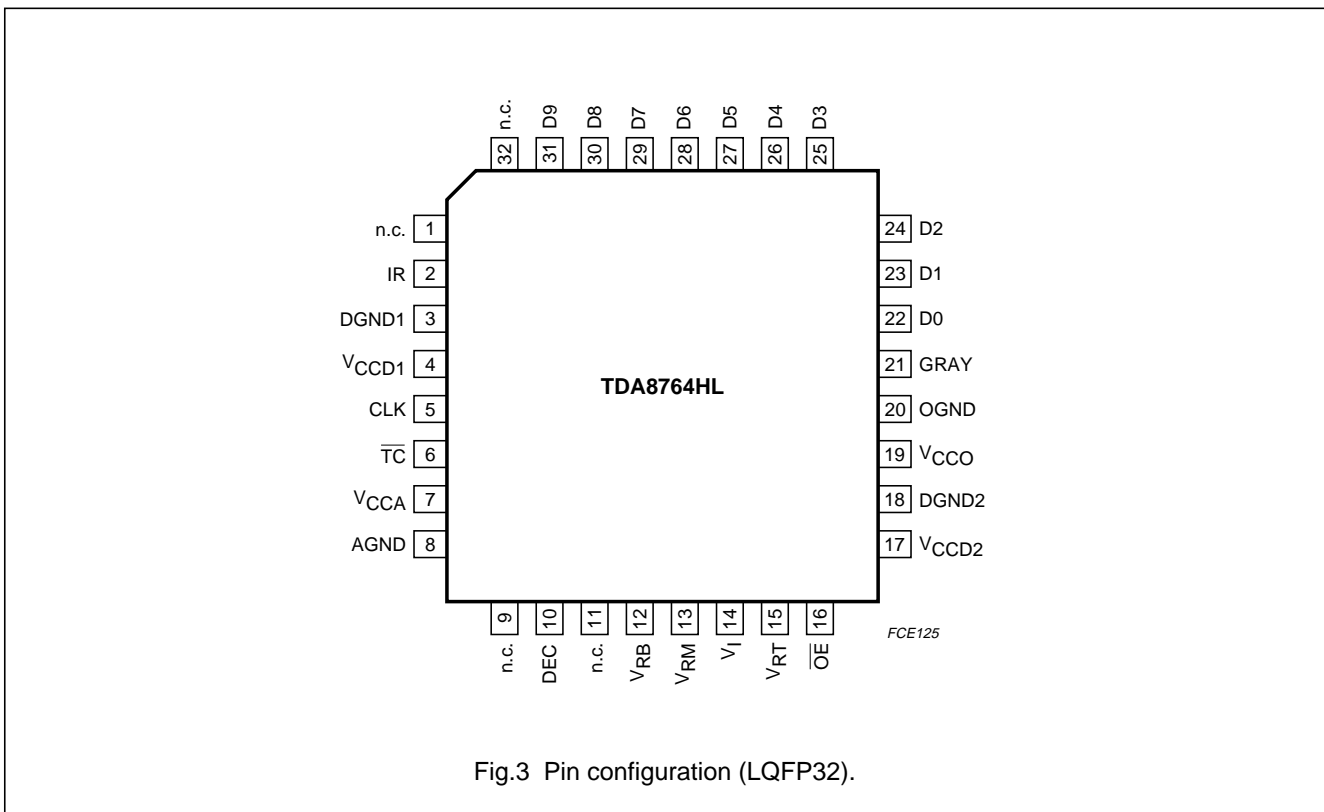 n.c. D9 D8 D7 D6 D5 D4 D3
32 31 30 29 28 27 26 25
n.c. 1 24 D2
IR 2 23 D1
DGND1 3 22 D0
VCCD1 4 21 GRAY
TDA8764HL
CLK 5 20 OGND
TC 6 19 VCCO
VCCA 7 18 DGND2
AGND 8 17 VCCD2
9 10 11 12 13 14 15 16
FCE125
n.c. DEC n.c. VRB VRM VI VRT OE
Fig.3 Pin configuration (LQFP32).